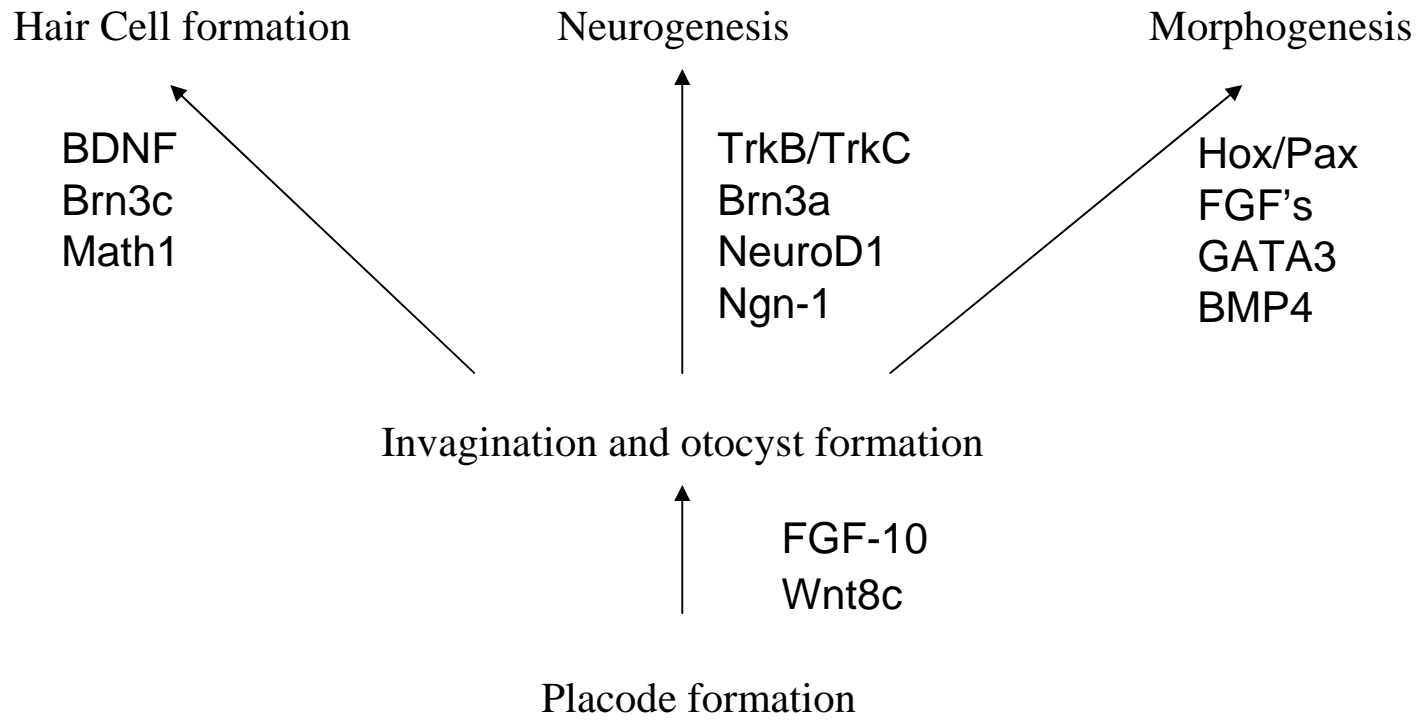 Hair Cell formation
Neurogenesis
Morphogenesis
BDNF
Brn3c
Math1
TrkB/TrkC
Brn3a
NeuroD1
Ngn-1
Hox/Pax
FGF’s
GATA3
BMP4
Invagination and otocyst formation
FGF-10
Wnt8c
Placode formation